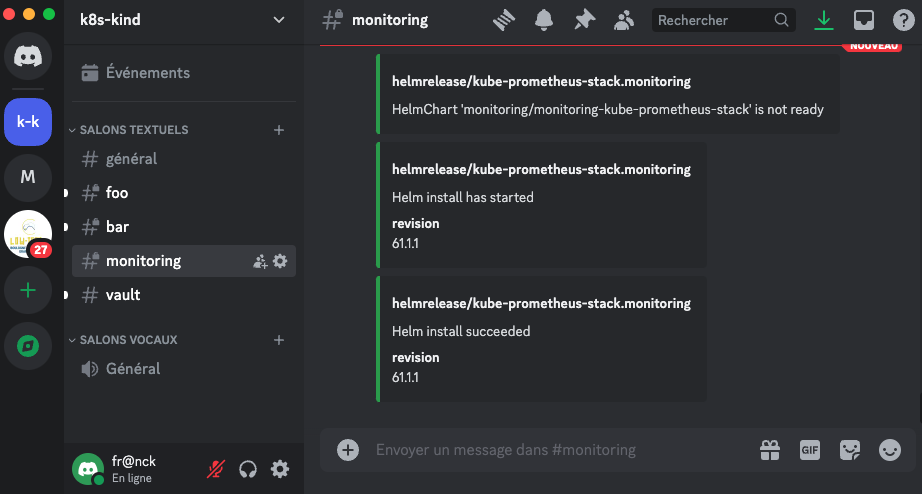 k8s-kind
monitoring
Rechercher
?
NOUVEAU
Événements
SALONS TEXTUELS
général
foo
bar
monitoring
vault
SALONS VOCAUX
Général
k-k
M
27
fr@nck
En ligne
helmrelease/kube-prometheus-stack.monitoring
HelmChart 'monitoring/monitoring-kube-prometheus-stack' is not ready
helmrelease/kube-prometheus-stack.monitoring
Helm install has started
revision
61.1.1
helmrelease/kube-prometheus-stack.monitoring
Helm install succeeded
revision
61.1.1
Envoyer un message dans #monitoring
GIF